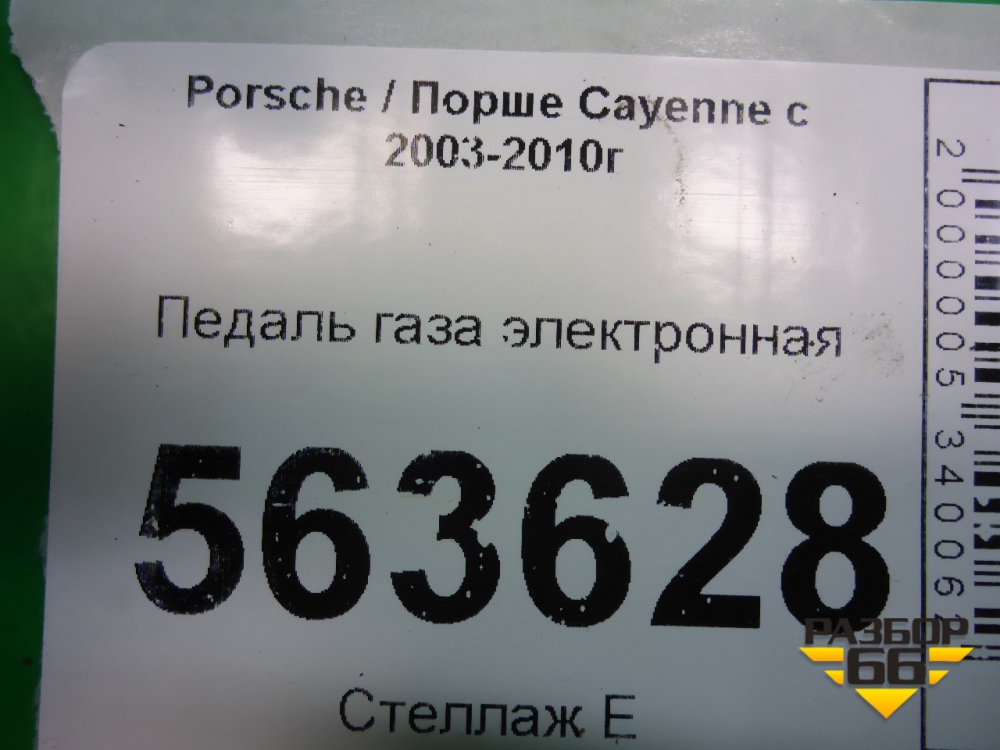 Porsche / Порше Cayenne с
2003-2010г
Педаль газа электронная
563628
Стеллаж Е
РАЗБОР
66